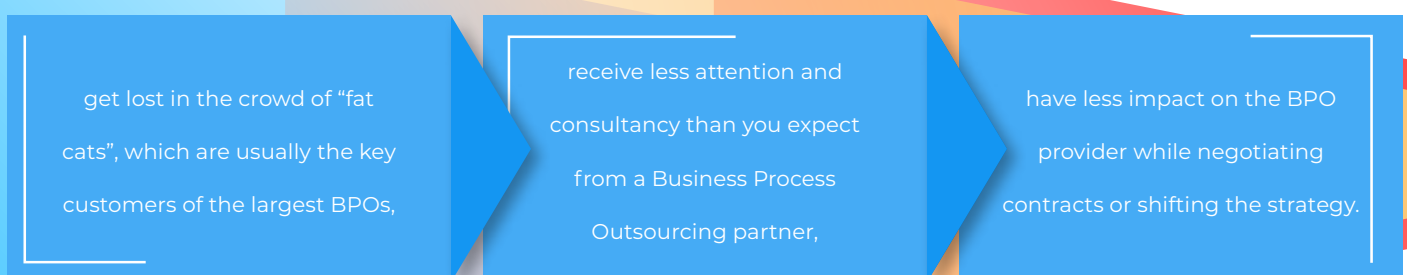 get lost in the crowd of “fat
cats”, which are usually the key
customers of the largest BPOs,
receive less attention and
consultancy than you expect
from a Business Process
Outsourcing partner,
have less impact on the BPO
provider while negotiating
contracts or shifting the strategy.